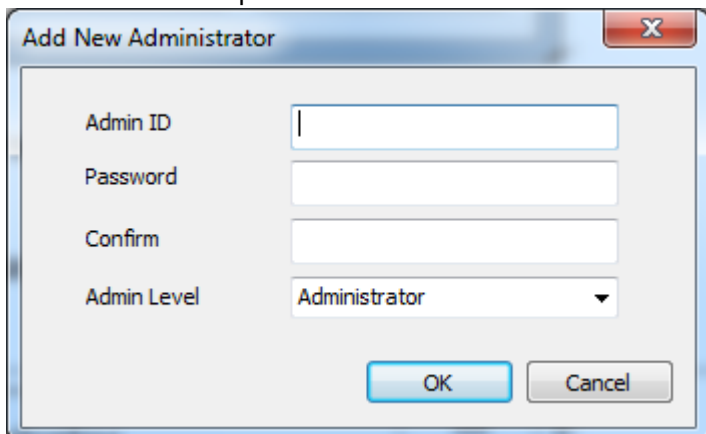 Add New Administrator
Admin ID
Password
Confirm
Admin Level Administrator
OK Cancel